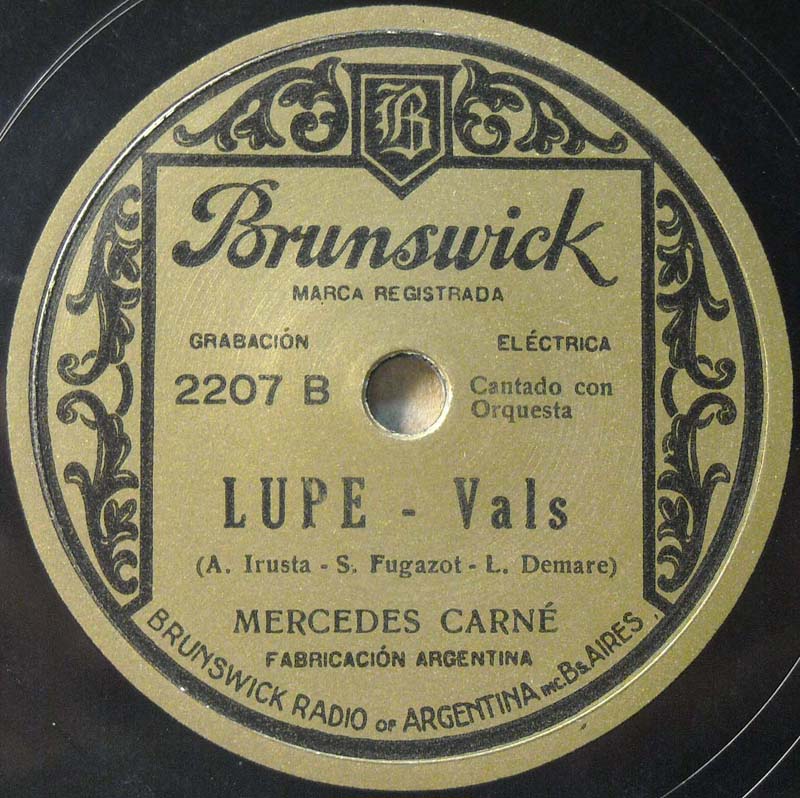 B
Brunswick
MARCA REGISTRADA
GRABACIÓN ELÉCTRICA
2207 B
Cantado con
Orquesta
LUPE - Vals
(A. Irusta - S. Fugazot - L. Demare)
MERCEDES CARNÉ
FABRICACIÓN ARGENTINA
BRUNSWICK RADIO OF ARGENTINA INC. Bs. AIRES